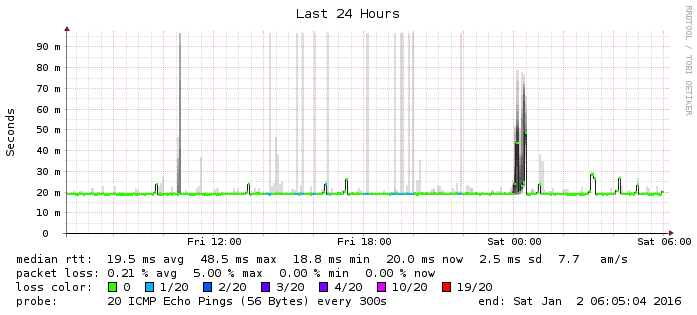 Last 24 Hours
RRDTOOL / TOBI OETIKER
Seconds
90 m
80 m
70 m
60 m
50 m
40 m
30 m
20 m
10 m
0
Fri 12:00 Fri 18:00 Sat 00:00 Sat 06:00
median rtt: 19.5 ms avg 48.5 ms max 18.8 ms min 20.0 ms now 2.5 ms sd 7.7 am/s
packet loss: 0.21 % avg 5.00 % max 0.00 % min 0.00 % now
loss color: 0 1/20 2/20 3/20 4/20 10/20 19/20
probe: 20 ICMP Echo Pings (56 Bytes) every 300s end: Sat Jan 2 06:05:04 2016